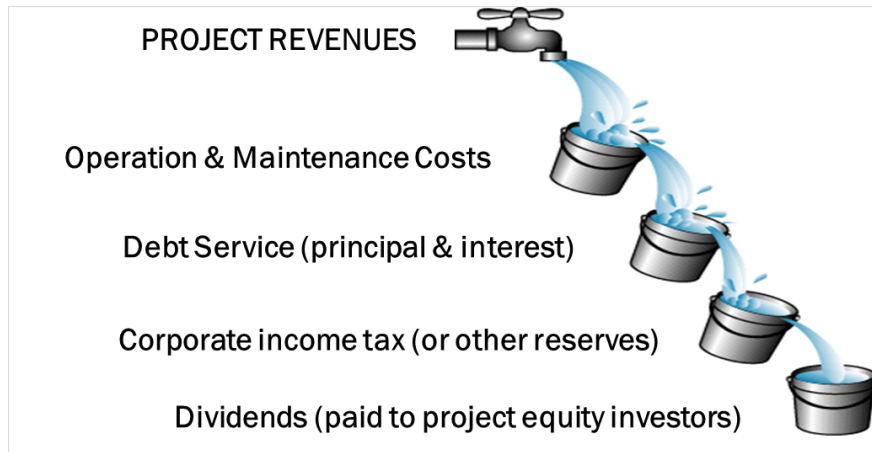 PROJECT REVENUES
Operation & Maintenance Costs
Debt Service (principal & interest)
Corporate income tax (or other reserves)
Dividends (paid to project equity investors)